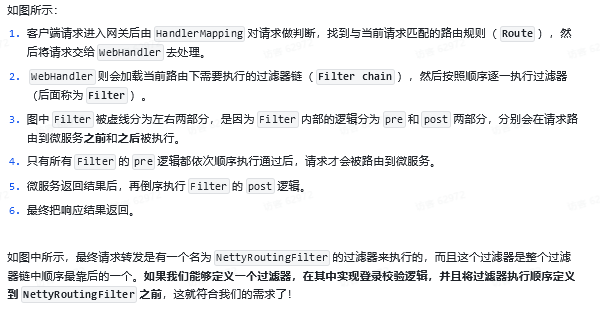 如图所示：
1. 客户端请求进入网关后由 HandlerMapping 对请求做判断，找到与当前请求匹配的路由规则（Route），然
后将请求交给 WebHandler 去处理。
2. WebHandler 则会加载当前路由下需要执行的过滤器链（Filter chain），然后按照顺序逐一执行过滤器
（后面称为 Filter）。
3. 图中 Filter 被虚线分为左右两部分，是因为 Filter 内部的逻辑分为 pre 和 post 两部分，分别会在请求路
由到微服务之前和之后被执行。
4. 只有所有 Filter 的 pre 逻辑都依次顺序执行通过后，请求才会被路由到微服务。
5. 微服务返回结果后，再倒序执行 Filter 的 post 逻辑。
6. 最终把响应结果返回。
如图中所示，最终请求转发是有一个名为 NettyRoutingFilter 的过滤器来执行的，而且这个过滤器是整个过滤
器链中顺序最靠后的一个。如果我们能够定义一个过滤器，在其中实现登录校验逻辑，并且将过滤器执行顺序定义
到 NettyRoutingFilter 之前，这就符合我们的需求了！